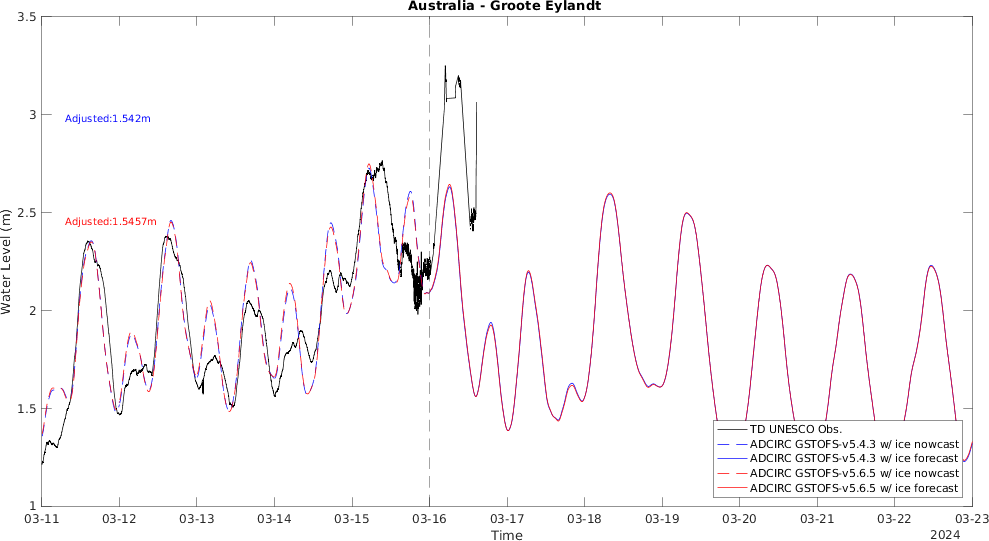 Australia - Groote Eylandt
3.5
3
2.5
2
1.5
1
Water Level (m)
Adjusted:1.542m
Adjusted:1.5457m
TD UNESCO Obs.
ADCIRC GSTOFS-v5.4.3 w/ ice nowcast
ADCIRC GSTOFS-v5.4.3 w/ ice forecast
ADCIRC GSTOFS-v5.6.5 w/ ice nowcast
ADCIRC GSTOFS-v5.6.5 w/ ice forecast
03-11 03-12 03-13 03-14 03-15 03-16 03-17 03-18 03-19 03-20 03-21 03-22 03-23
Time
2024